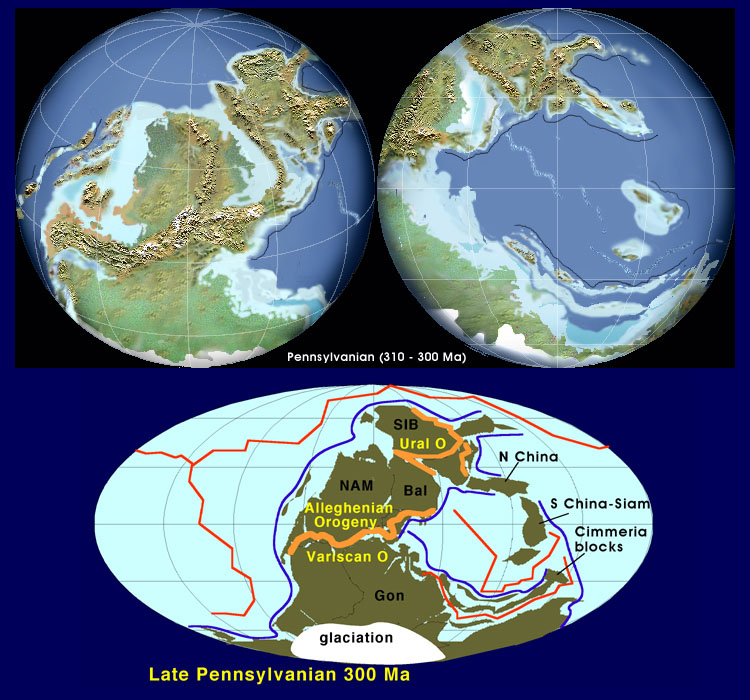 Pennsylvanian (310 - 300 Ma)
SIB
Ural O
N China
NAM
Bal
S China-Siam
Alleghenian
Orogeny
Cimmeria
blocks
Variscan O
Gon
glaciation
Late Pennsylvanian 300 Ma